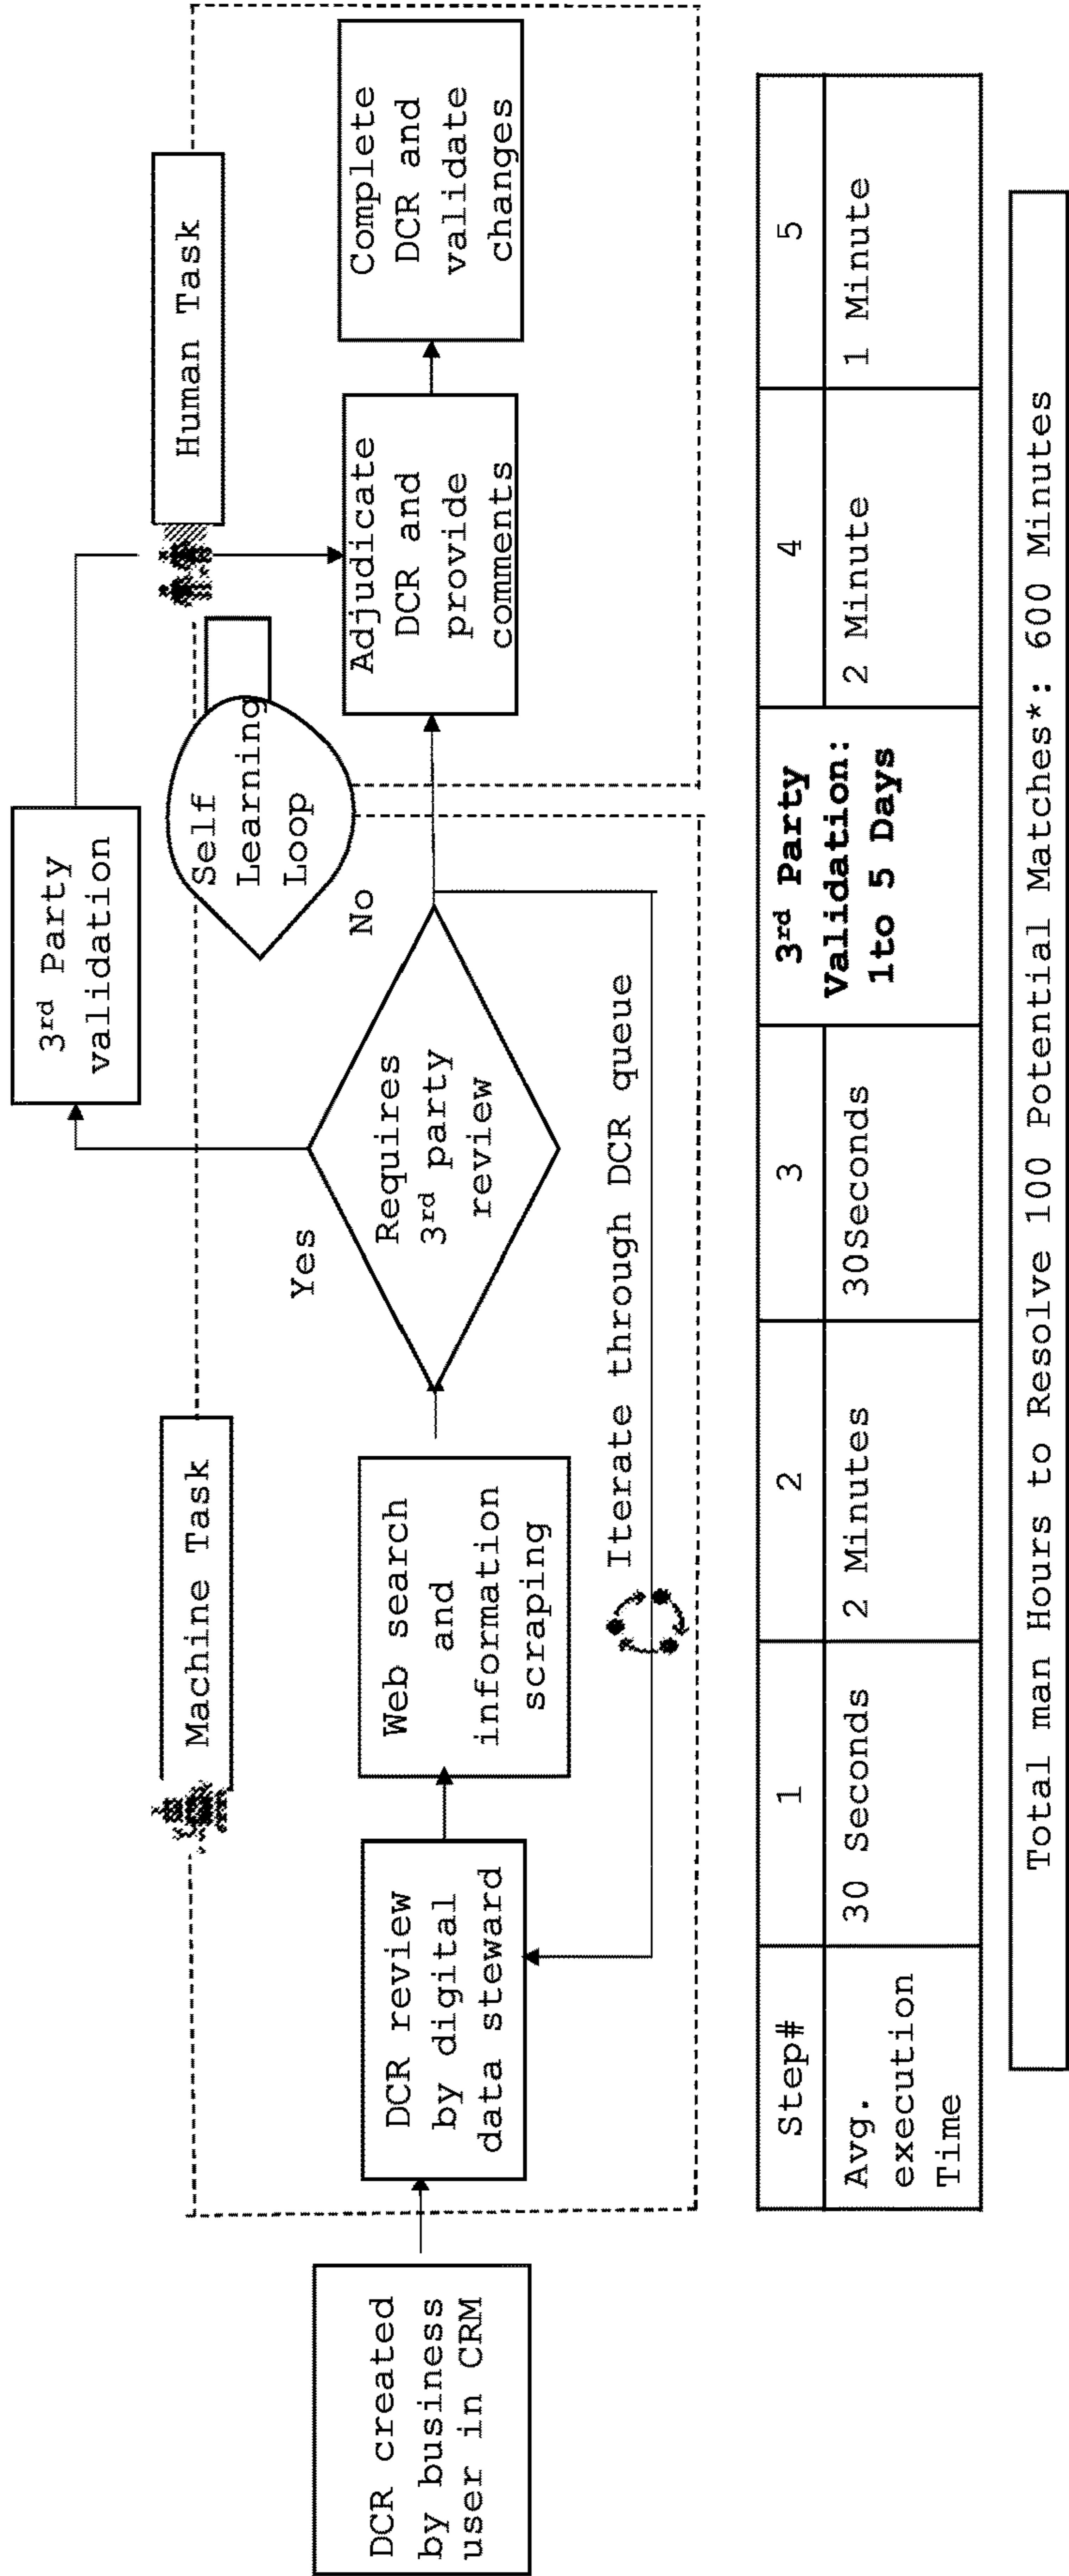 3rd Party
validation
Machine Task
Human Task
Self
Learning
Loop
DCR created
by business
user in CRM
DCR review
by digital
data steward
Web search
and
information
scraping
Yes
Requires
3rd party
review
No
Adjudicate
DCR and
provide
comments
Complete
DCR and
validate
changes
Iterate through DCR queue
Step# 1 2 3 3rd Party Validation: 1to 5 Days 4 5
Avg. execution Time 30 Seconds 2 Minutes 30Seconds 2 Minute 1 Minute
Total man Hours to Resolve 100 Potential Matches*: 600 Minutes